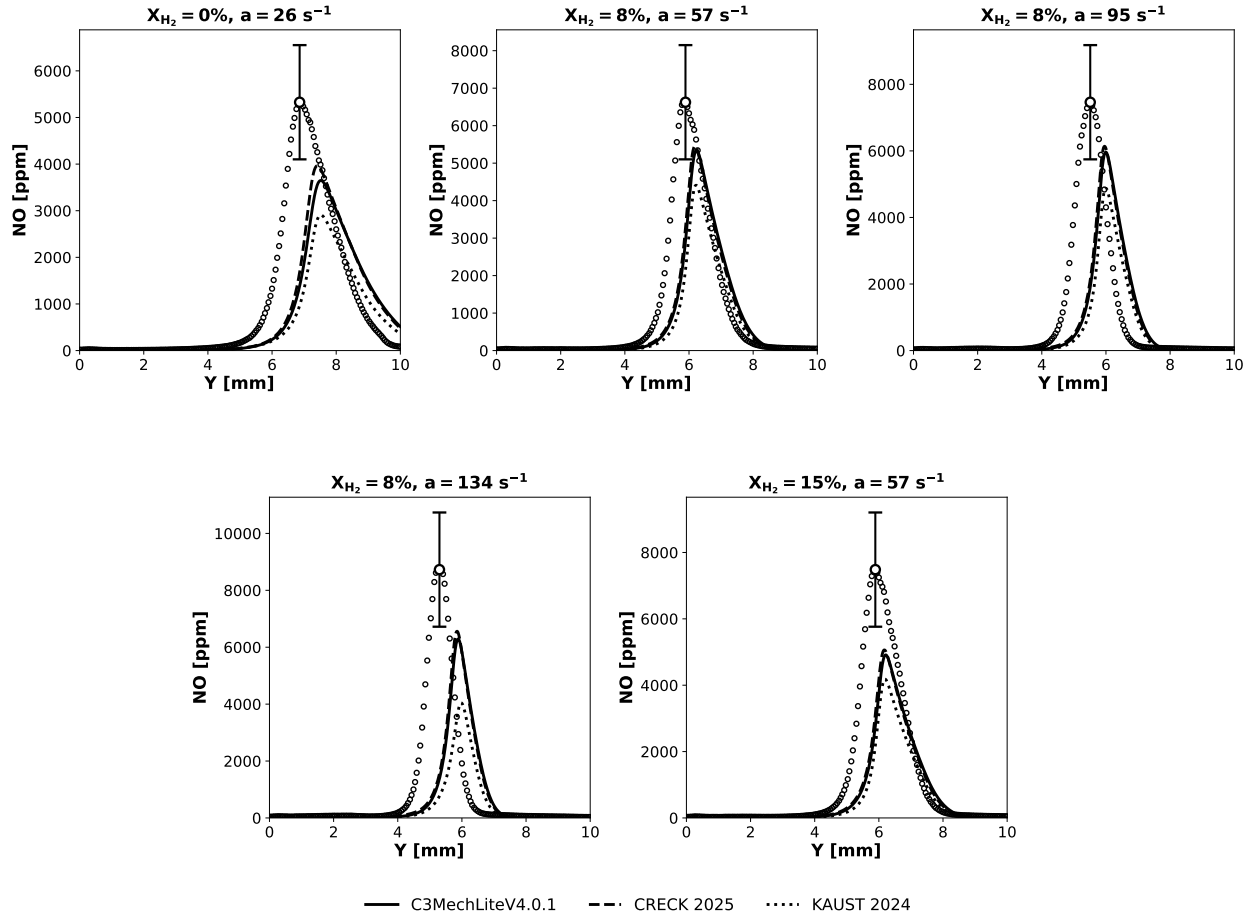 X_H₂ = 0%, a = 26 s⁻¹
NO [ppm]
6000
5000
4000
3000
2000
1000
0
0 2 4 6 8 10
Y [mm]
X_H₂ = 8%, a = 57 s⁻¹
NO [ppm]
8000
7000
6000
5000
4000
3000
2000
1000
0
0 2 4 6 8 10
Y [mm]
X_H₂ = 8%, a = 95 s⁻¹
NO [ppm]
8000
6000
4000
2000
0
0 2 4 6 8 10
Y [mm]
X_H₂ = 8%, a = 134 s⁻¹
NO [ppm]
10000
8000
6000
4000
2000
0
0 2 4 6 8 10
Y [mm]
X_H₂ = 15%, a = 57 s⁻¹
NO [ppm]
8000
6000
4000
2000
0
0 2 4 6 8 10
Y [mm]
C3MechLiteV4.0.1 CRECK 2025 KAUST 2024